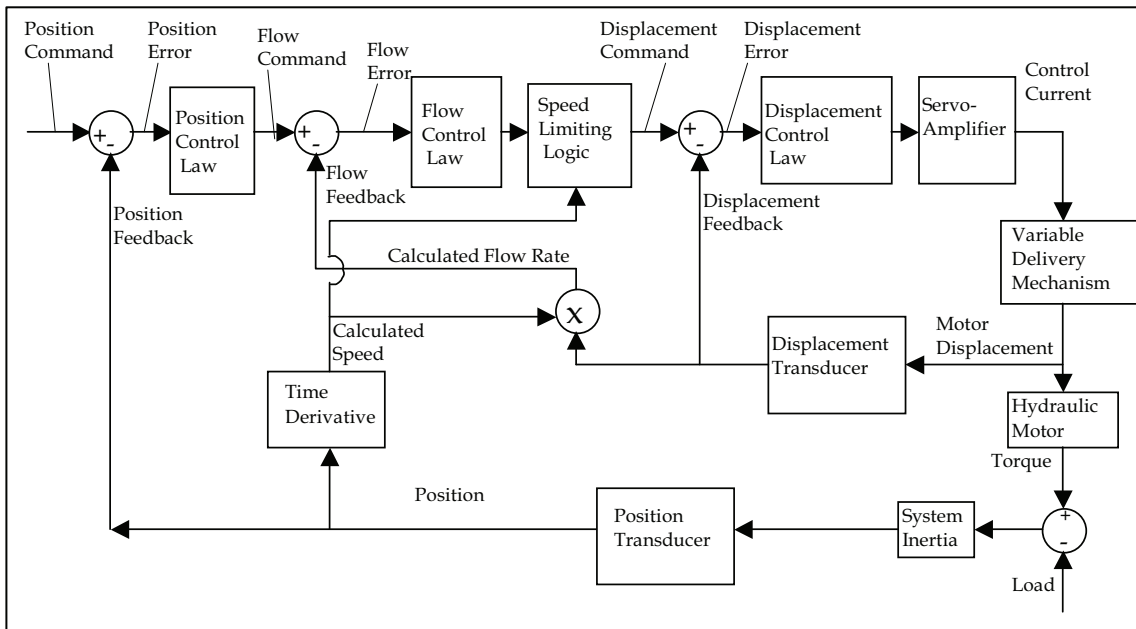 Position
Command
Position
Error
Flow
Command
Flow
Error
Displacement
Command
Displacement
Error
Control
Current
+
-
Position
Control
Law
+
-
Flow
Control
Law
Speed
Limiting
Logic
+
-
Displacement
Control
Law
Servo-
Amplifier
Flow
Feedback
Position
Feedback
Displacement
Feedback
Variable
Delivery
Mechanism
Calculated Flow Rate
x
Calculated
Speed
Displacement
Transducer
Motor
Displacement
Time
Derivative
Hydraulic
Motor
Torque
Position
Position
Transducer
System
Inertia
+
-
Load